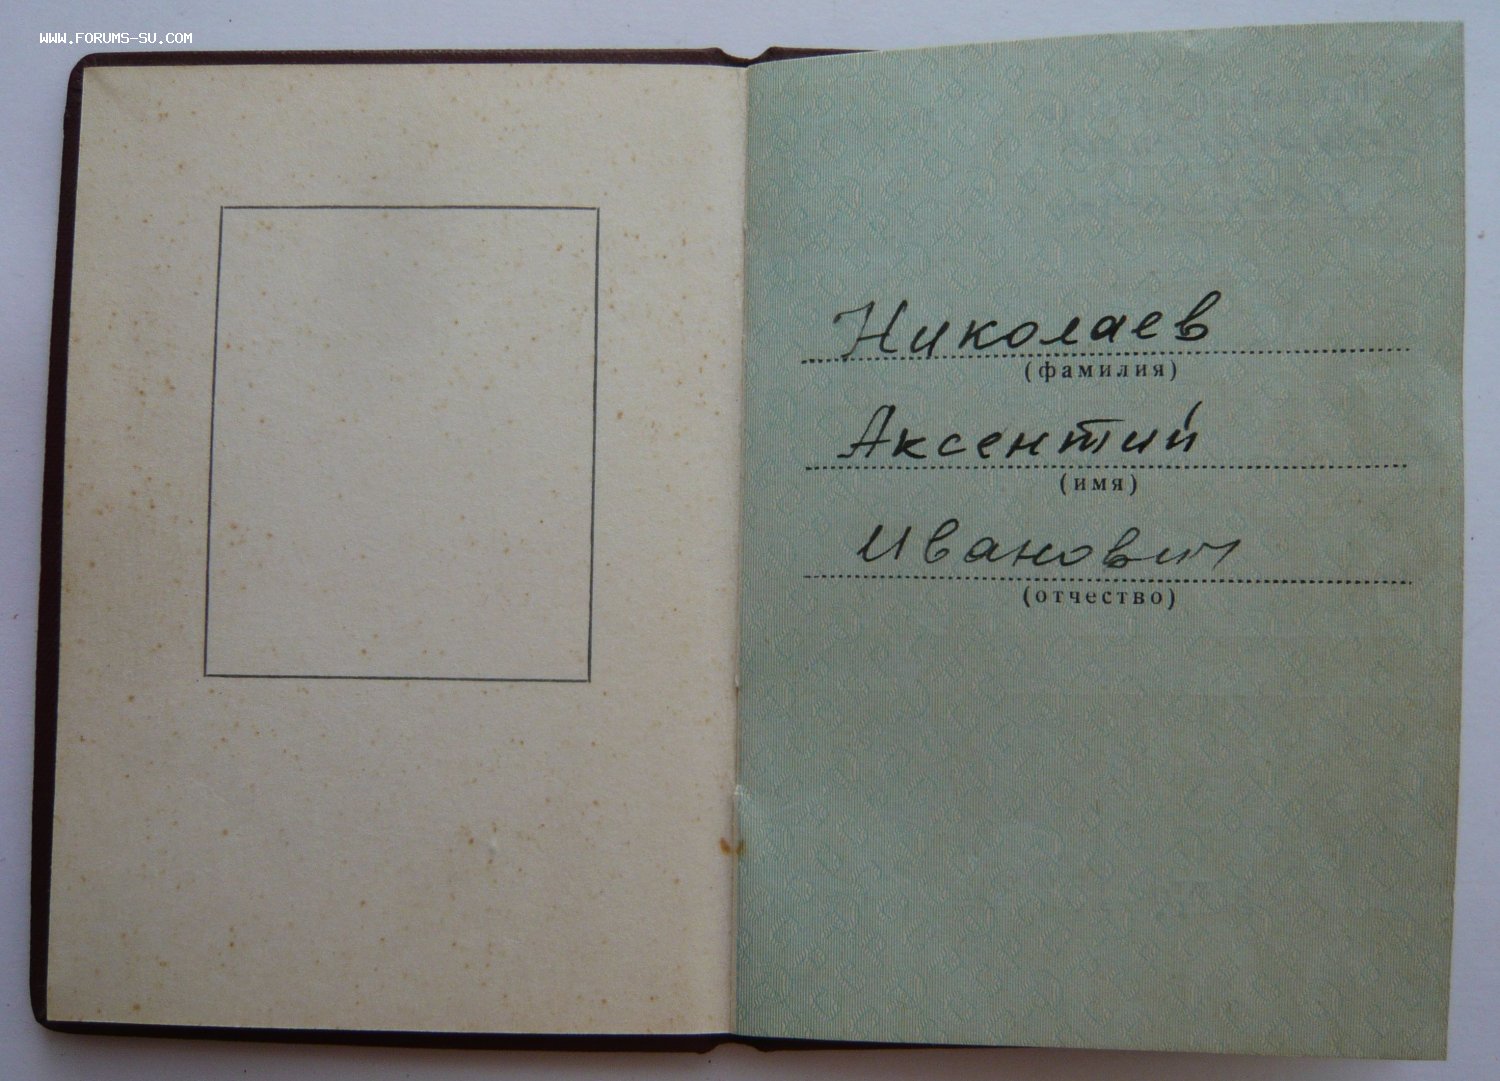 www.forums-su.com
Николаев
(фамилия)
Аксентий
(имя)
Иванович
(отчество)